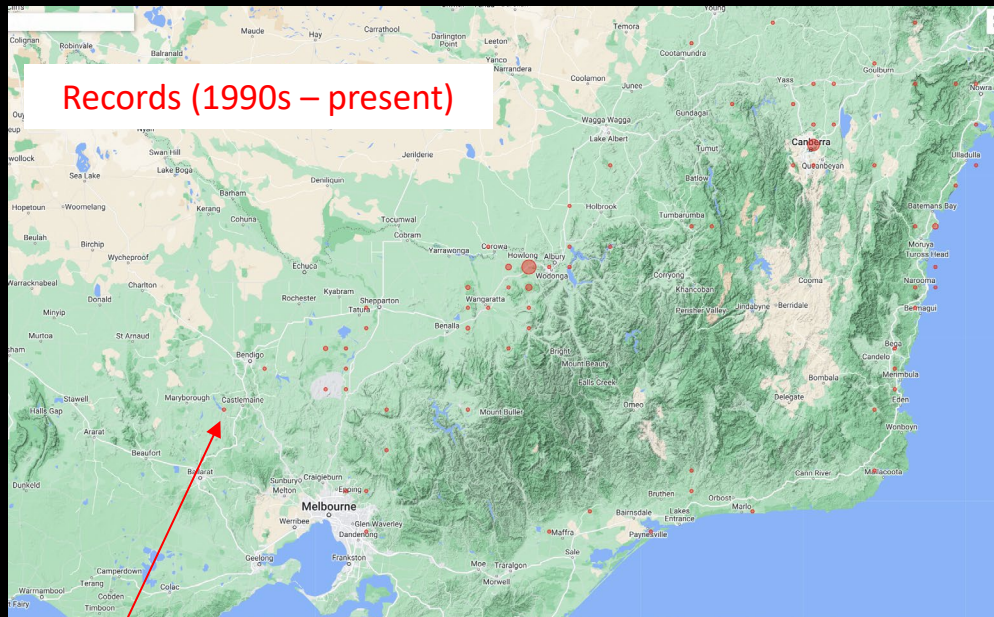 Records (1990s – present)
Colignan
Robinvale
Balranald
Maude
Hay
Carrathool
Darlington
Point
Leeton
Yanco
Narrandera
Temora
Young
Cootamundra
Coolamon
Junee
Yass
Goulburn
Nowra
Gundagai
Wagga Wagga
Lake Albert
Canberra
Queanbeyan
Tumut
Batlow
Ulladulla
Swan Hill
Lake Boga
Sea Lake
Jerilderie
Deniliquin
Barham
Kerang
Cohuna
Hopetoun
Woomelang
Beulah
Birchip
Wycheproof
Tocumwal
Cobram
Yarrawonga
Corowa
Howlong
Albury
Wodonga
Holbrook
Tumbarumba
Batemans Bay
Moruya
Tuross Head
Narooma
Bermagui
Warracknabeal
Charlton
Donald
Echuca
Rochester
Kyabram
Shepparton
Tatura
Wangaratta
Benalla
Corryong
Khancoban
Perisher Valley
Jindabyne
Berridale
Cooma
Minyip
Murtoa
St Arnaud
Bendigo
Bright
Mount Beauty
Falls Creek
Omeo
Bega
Candelo
Merimbula
Bombala
Delegate
Eden
Wonboyn
Stawell
Halls Gap
Ararat
Beaufort
Maryborough
Castlemaine
Mount Buller
Ballarat
Dunkeld
Sunbury
Craigieburn
Melton
Epping
Melbourne
Werribee
Glen Waverley
Dandenong
Geelong
Frankston
Cann River
Mallacoota
Bruthen
Orbost
Marlo
Bairnsdale
Lakes
Entrance
Paynesville
Maffra
Sale
Moe
Traralgon
Morwell
Camperdown
Terang
Colac
Cobden
Timboon
Warrnambool